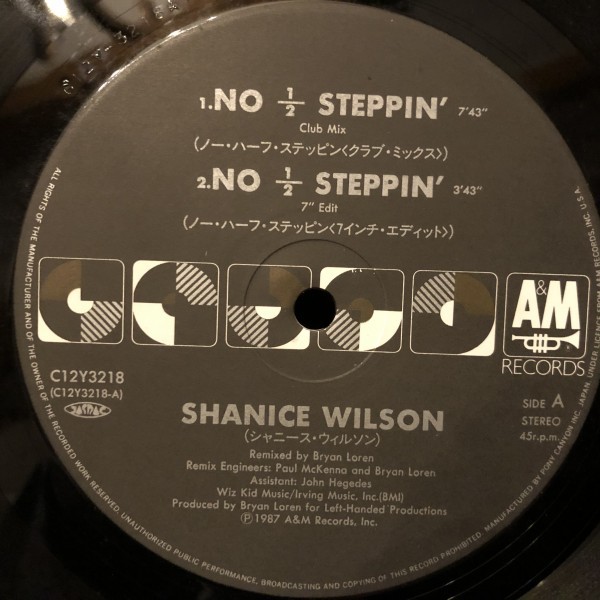 C12Y-3
1.NO 1/2 STEPPIN' 7'43"
Club Mix
(ノー・ハーフ・ステッピン〈クラブ・ミックス〉)
2.NO 1/2 STEPPIN' 3'43"
7" Edit
(ノー・ハーフ・ステッピン〈7インチ・エディット〉)
A&M
RECORDS
C12Y3218
(C12Y3218-A)
JASRAC
SIDE A
STEREO
45r.p.m.
SHANICE WILSON
(シャニース・ウィルソン)
Remixed by Bryan Loren
Remix Engineers: Paul McKenna and Bryan Loren
Assistant: John Hegedes
Wiz Kid Music/Irving Music. Inc.(BMI)
Produced by Bryan Loren for Left-Handed Productions
Ⓟ1987 A&M Records, Inc.
ALL RIGHTS OF THE MANUFACTURER AND OF THE OWNER OF THE RECORDED WORK RESERVED. UNAUTHORIZED PUBLIC PERFORMANCE, BROADCASTING AND COPYING OF THIS RECORD PROHIBITED. MANUFACTURED BY PONY CANYON INC. JAPAN. UNDER LICENCE FROM A&M RECORDS, INC. U.S.A.